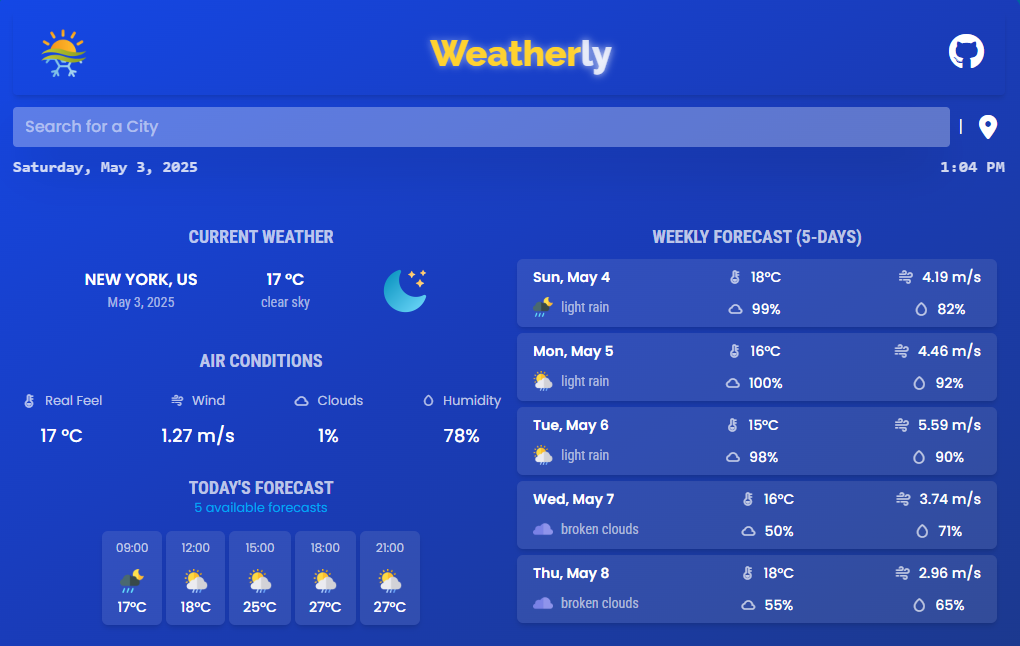 Weatherly
Search for a City
|
Saturday, May 3, 2025 1:04 PM
CURRENT WEATHER
NEW YORK, US 17 °C
May 3, 2025 clear sky
AIR CONDITIONS
Real Feel Wind Clouds Humidity
17 °C 1.27 m/s 1% 78%
TODAY'S FORECAST
5 available forecasts
09:00 12:00 15:00 18:00 21:00
17°C 18°C 25°C 27°C 27°C
WEEKLY FORECAST (5-DAYS)
Sun, May 4 18°C 4.19 m/s
light rain 99% 82%
Mon, May 5 16°C 4.46 m/s
light rain 100% 92%
Tue, May 6 15°C 5.59 m/s
light rain 98% 90%
Wed, May 7 16°C 3.74 m/s
broken clouds 50% 71%
Thu, May 8 18°C 2.96 m/s
broken clouds 55% 65%